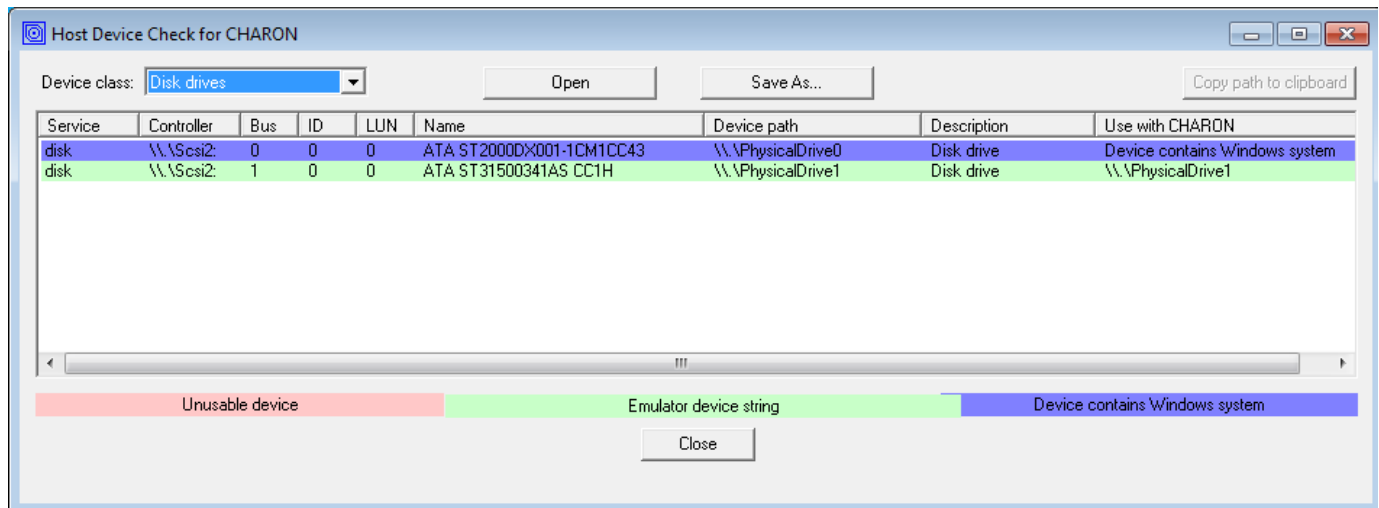 Host Device Check for CHARON
Device class: Disk drives Open Save As... Copy path to clipboard
Service Controller Bus ID LUN Name Device path Description Use with CHARON
disk \\.\Scsi2: 0 0 0 ATA ST2000DX001-1CM1CC43 \\.\PhysicalDrive0 Disk drive Device contains Windows system
disk \\.\Scsi2: 1 0 0 ATA ST31500341AS CC1H \\.\PhysicalDrive1 Disk drive \\.\PhysicalDrive1
Unusable device Emulator device string Device contains Windows system
Close